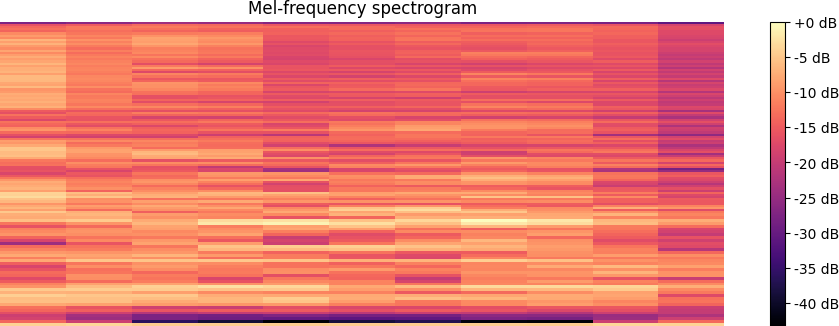 Mel-frequency spectrogram
+0 dB
-5 dB
-10 dB
-15 dB
-20 dB
-25 dB
-30 dB
-35 dB
-40 dB